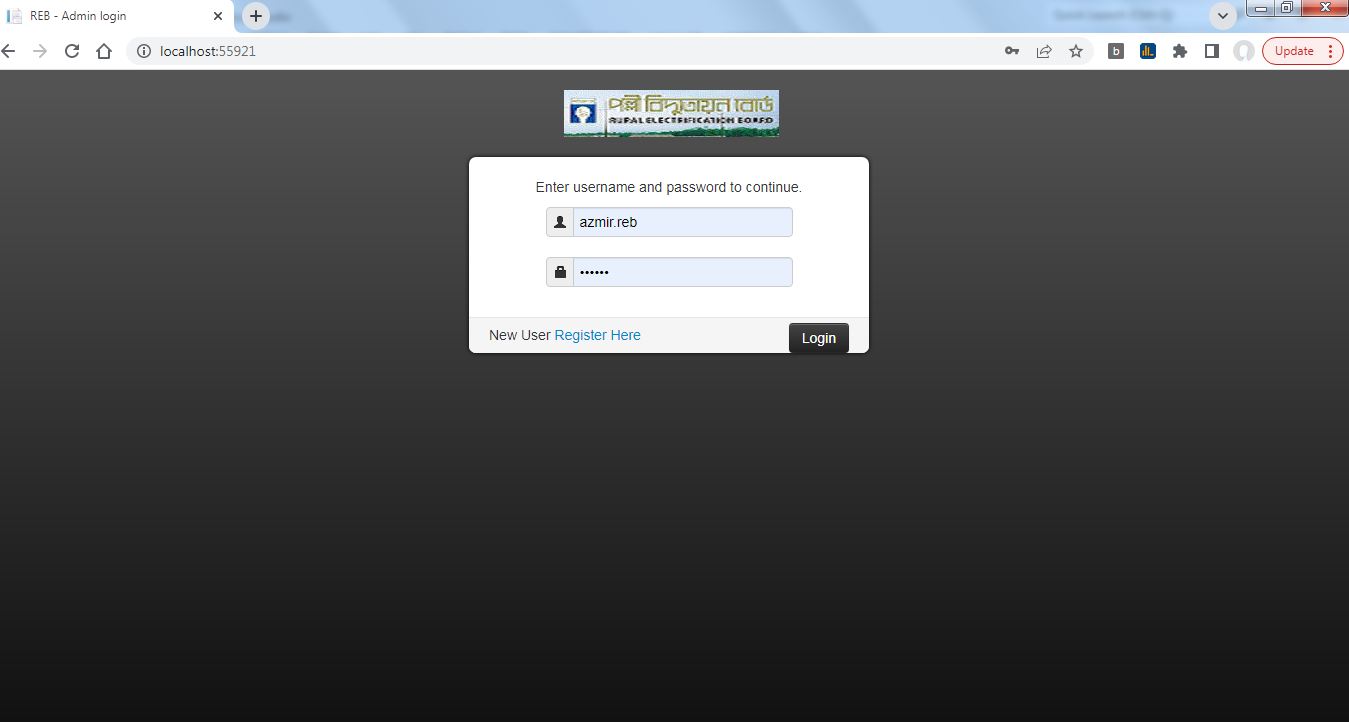 REB - Admin login
localhost:55921
Update
পল্লী বিদ্যুতায়ন বোর্ড
RURAL ELECTRIFICATION BOARD
Enter username and password to continue.
azmir.reb
••••••
New User Register Here
Login